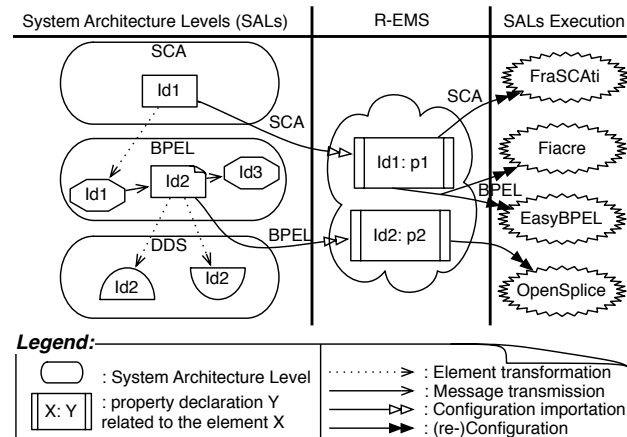 System Architecture Levels (SALs)
R-EMS
SALs Execution
SCA
Id1
SCA
SCA
FraSCAti
BPEL
Id1
Id2
Id3
Id1: p1
Fiacre
BPEL
EasyBPEL
BPEL
Id2: p2
DDS
Id2
Id2
OpenSplice
Legend:
: System Architecture Level
X: Y
: property declaration Y
related to the element X
: Element transformation
: Message transmission
: Configuration importation
: (re-)Configuration